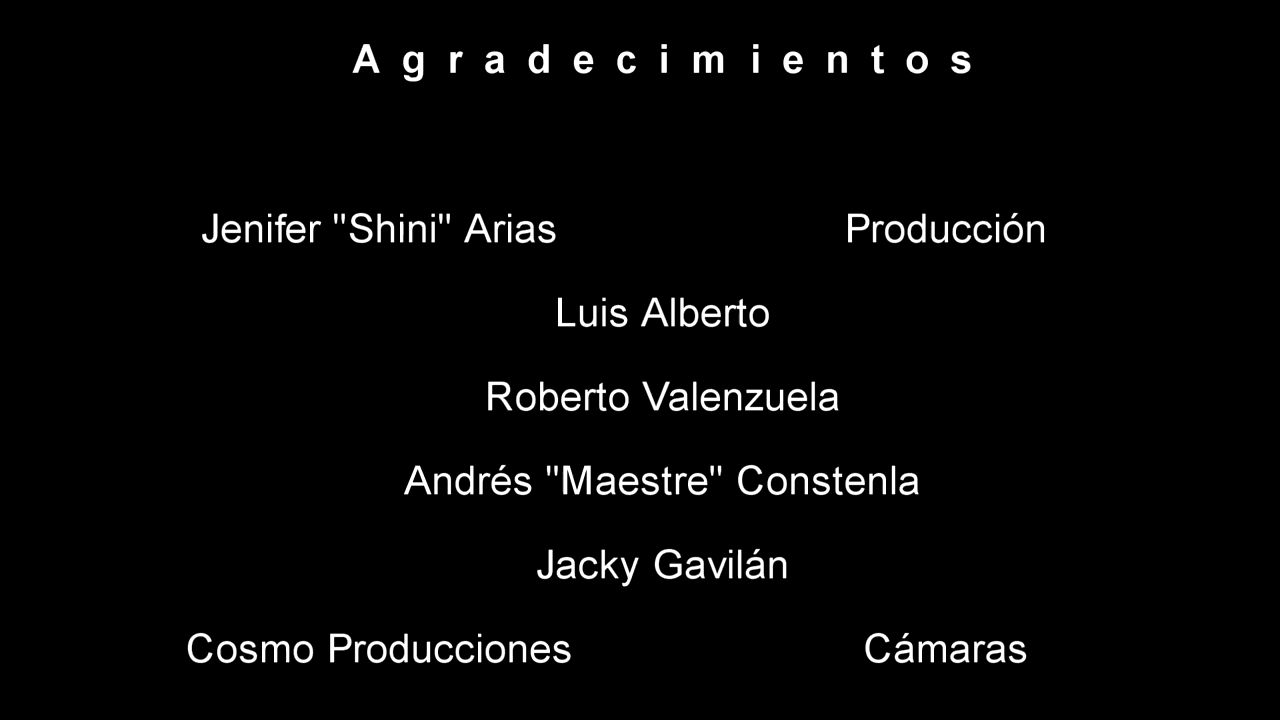 A g r a d e c i m i e n t o s
Jenifer "Shini" Arias Producción
Luis Alberto
Roberto Valenzuela
Andrés "Maestre" Constenla
Jacky Gavilán
Cosmo Producciones Cámaras